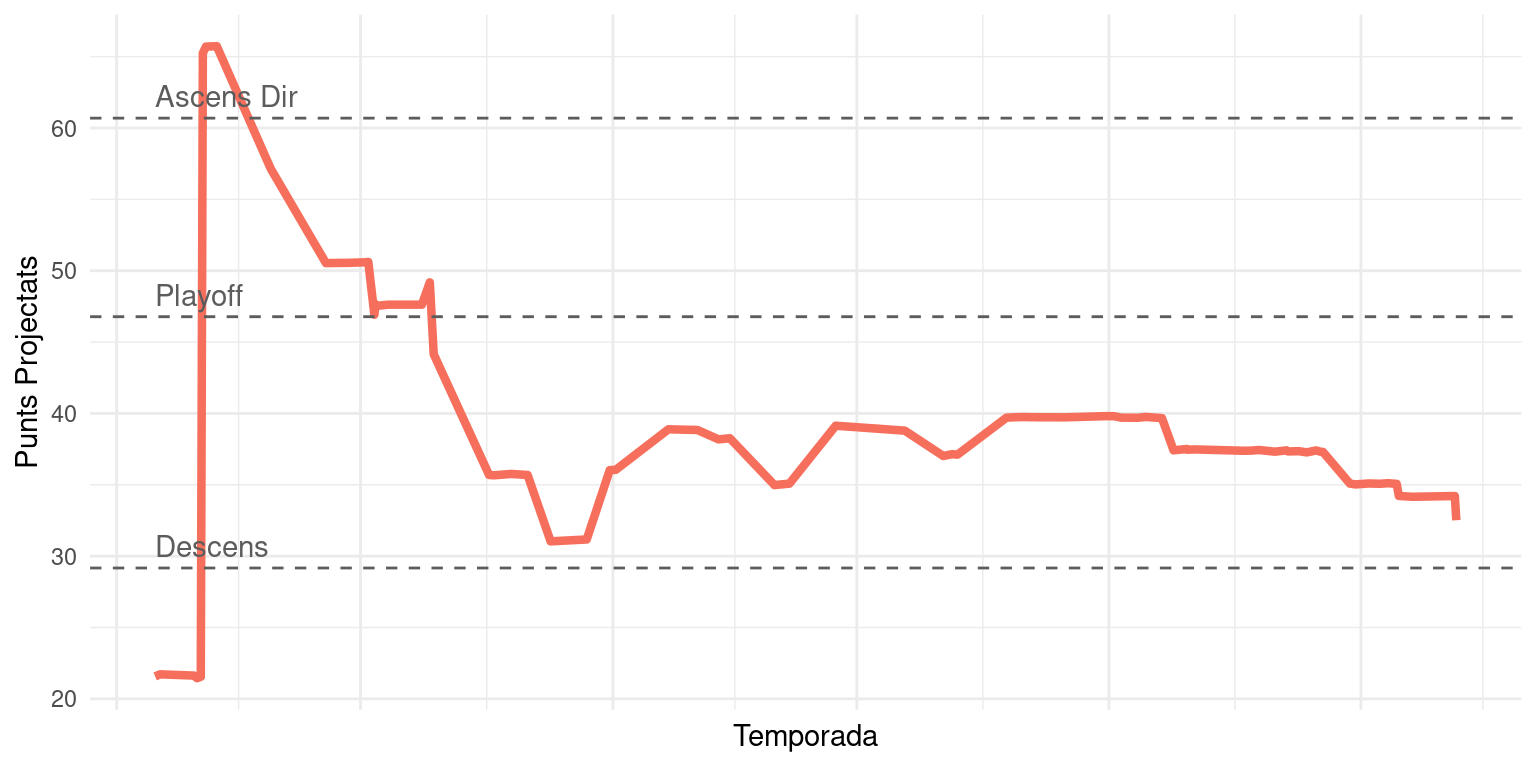 Punts Projectats
60
50
40
30
20
Ascens Dir
Playoff
Descens
Temporada